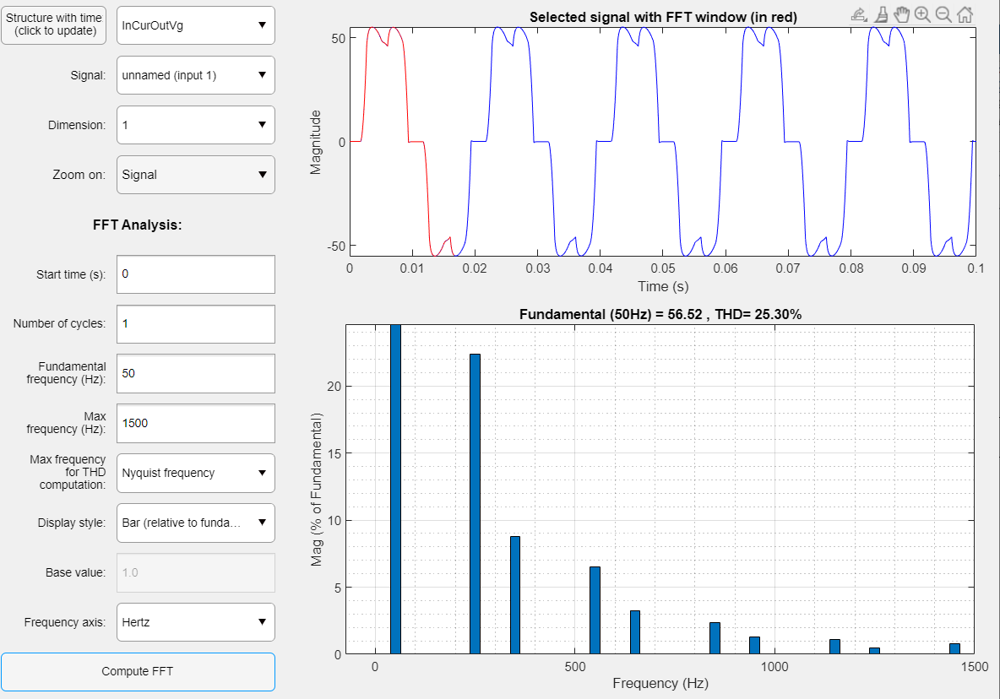 Structure with time
(click to update)
InCurOutVg
Signal:
unnamed (input 1)
Dimension:
1
Zoom on:
Signal
FFT Analysis:
Start time (s):
0
Number of cycles:
1
Fundamental
frequency (Hz):
50
Max
frequency (Hz):
1500
Max frequency
for THD
computation:
Nyquist frequency
Display style:
Bar (relative to funda...
Base value:
1.0
Frequency axis:
Hertz
Compute FFT
Selected signal with FFT window (in red)
Magnitude
50
0
-50
0 0.01 0.02 0.03 0.04 0.05 0.06 0.07 0.08 0.09 0.1
Time (s)
Fundamental (50Hz) = 56.52 , THD= 25.30%
Mag (% of Fundamental)
20
15
10
5
0
0 500 1000 1500
Frequency (Hz)